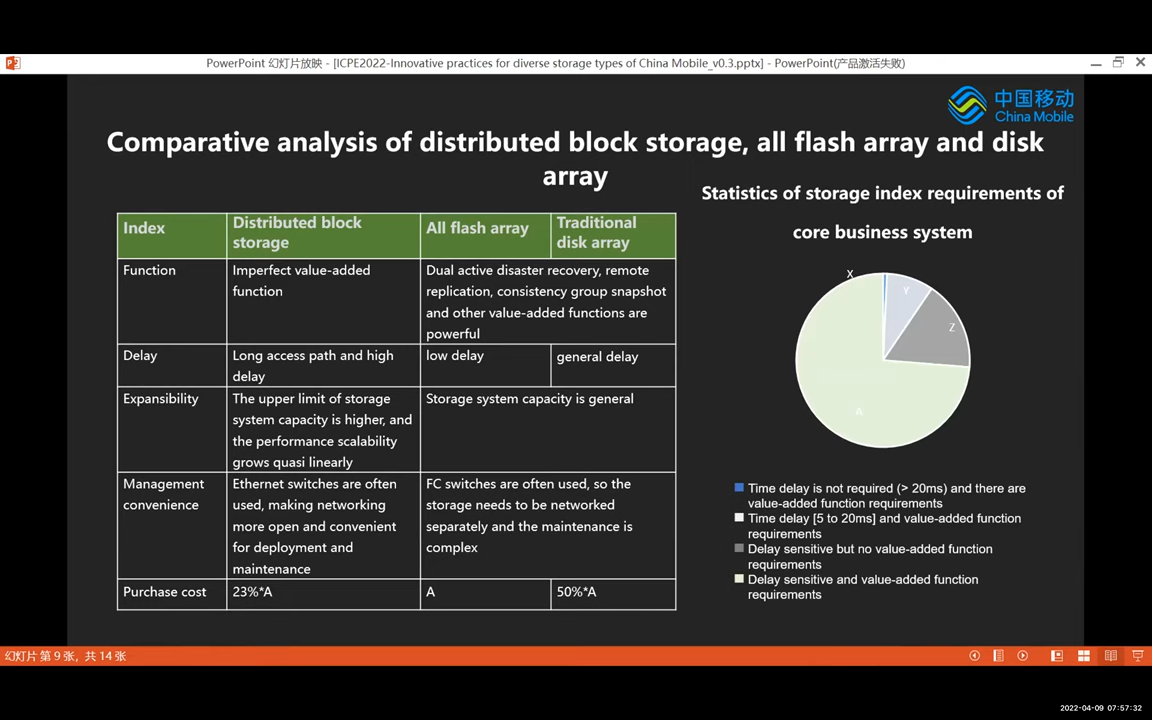 PowerPoint 幻灯片放映 - [ICPE2022-Innovative practices for diverse storage types of China Mobile_v0.3.pptx] - PowerPoint(产品激活失败)
中国移动
China Mobile
Comparative analysis of distributed block storage, all flash array and disk
array
Index
Distributed block
storage
All flash array
Traditional
disk array
Function
Imperfect value-added
function
Dual active disaster recovery, remote
replication, consistency group snapshot
and other value-added functions are
powerful
Delay
Long access path and high
delay
low delay
general delay
Expansibility
The upper limit of storage
system capacity is higher, and
the performance scalability
grows quasi linearly
Storage system capacity is general
Management
convenience
Ethernet switches are often
used, making networking
more open and convenient
for deployment and
maintenance
FC switches are often used, so the
storage needs to be networked
separately and the maintenance is
complex
Purchase cost
23%*A
A
50%*A
Statistics of storage index requirements of
core business system
X
Y
Z
A
Time delay is not required (> 20ms) and there are
value-added function requirements
Time delay [5 to 20ms] and value-added function
requirements
Delay sensitive but no value-added function
requirements
Delay sensitive and value-added function
requirements
幻灯片 第 9 张, 共 14 张
2022-04-09 07:57:32